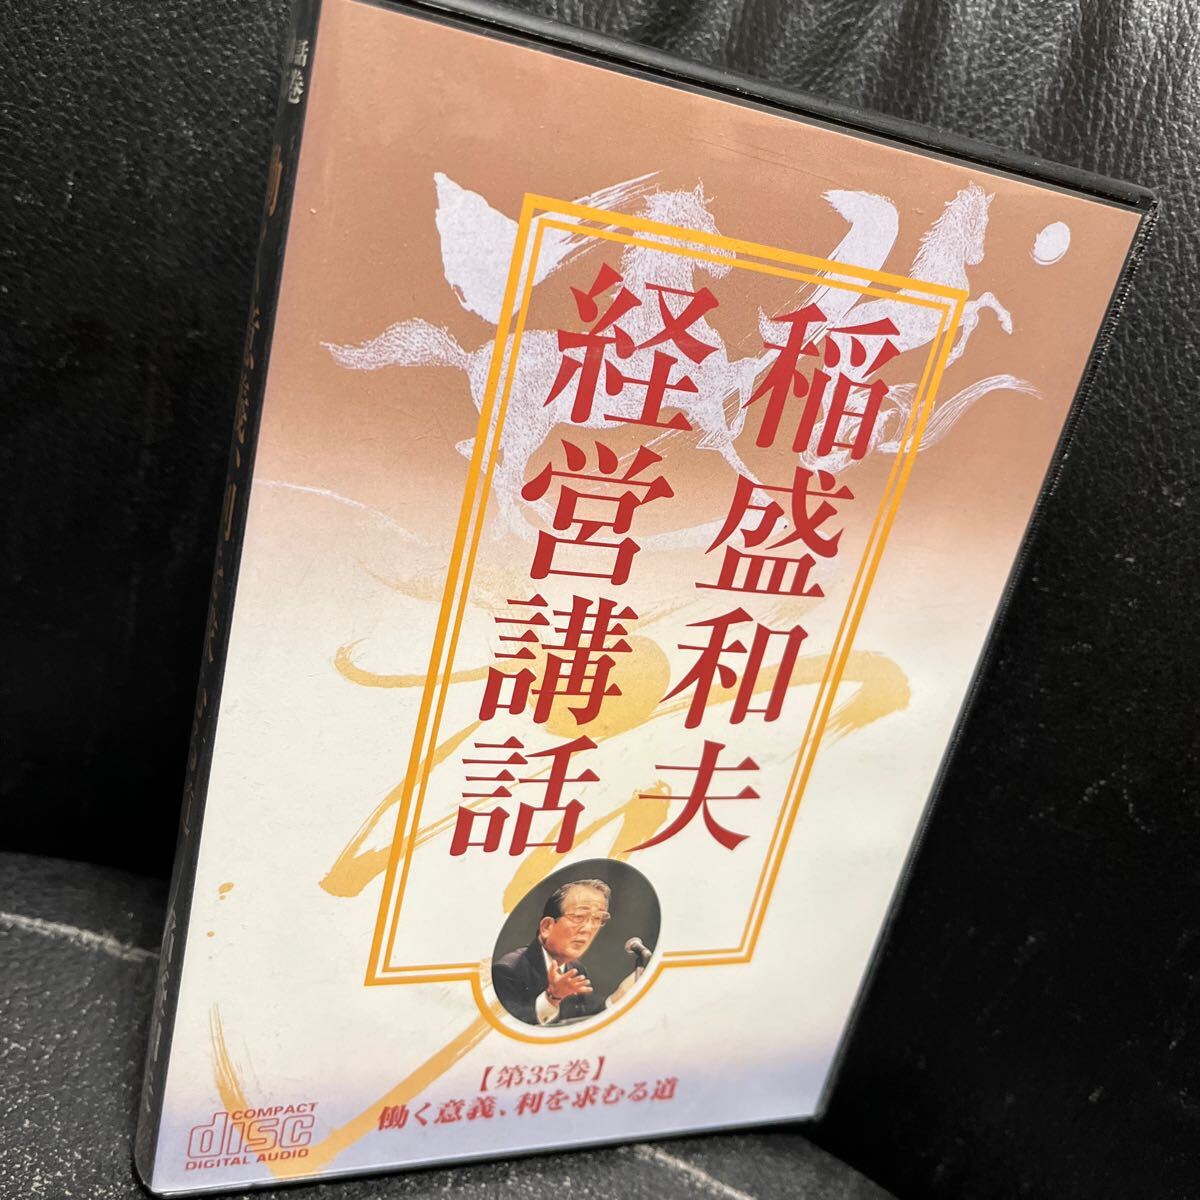 稲盛和夫
経営講話
【第35巻】
働く意義、利を求むる道
COMPACT
disc
DIGITAL AUDIO